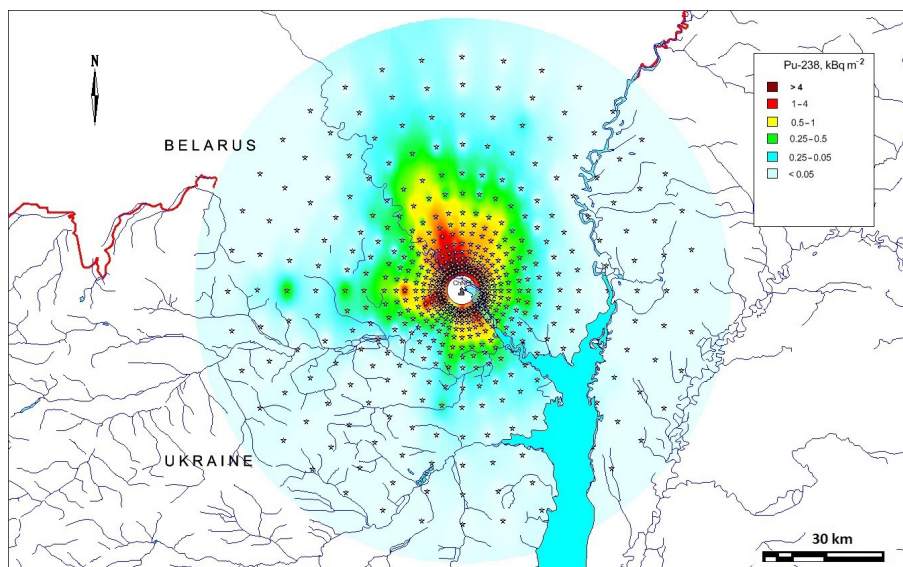 N
BELARUS
Pu-238, kBq m⁻²
> 4
1-4
0.5-1
0.25-0.5
0.25-0.05
< 0.05
UKRAINE
30 km